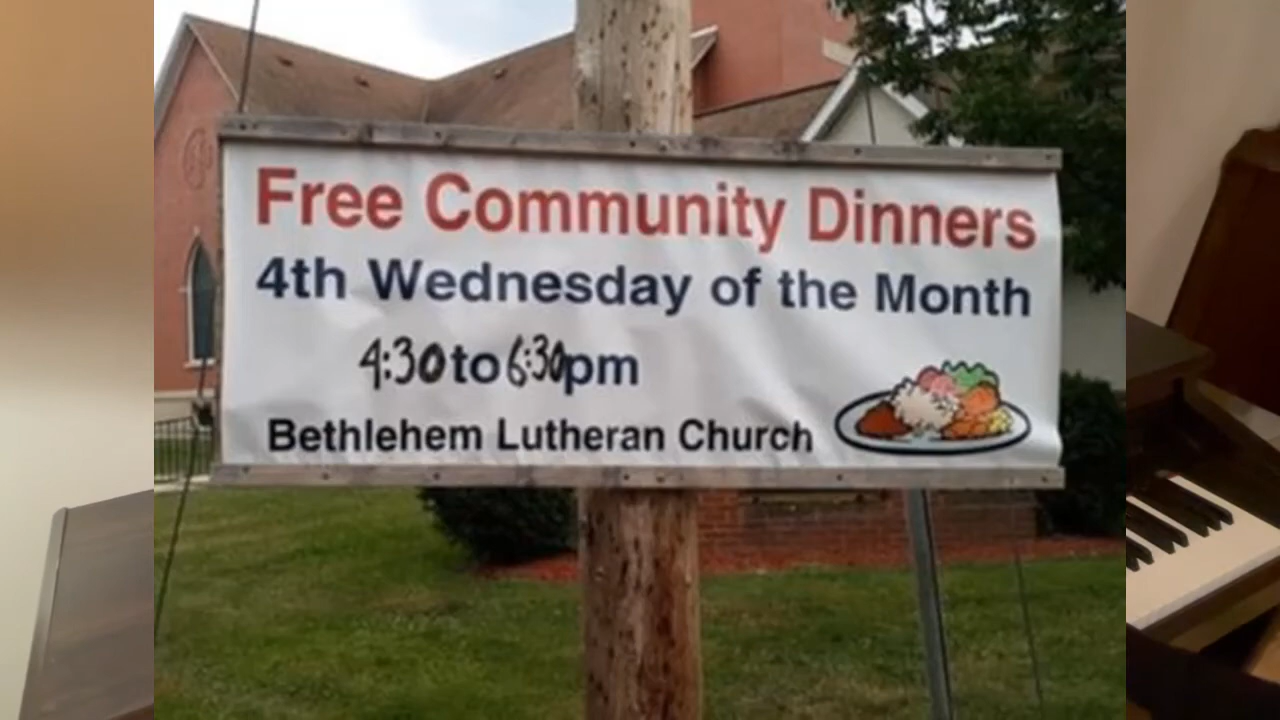 Free Community Dinners
4th Wednesday of the Month
4:30 to 6:30pm
Bethlehem Lutheran Church